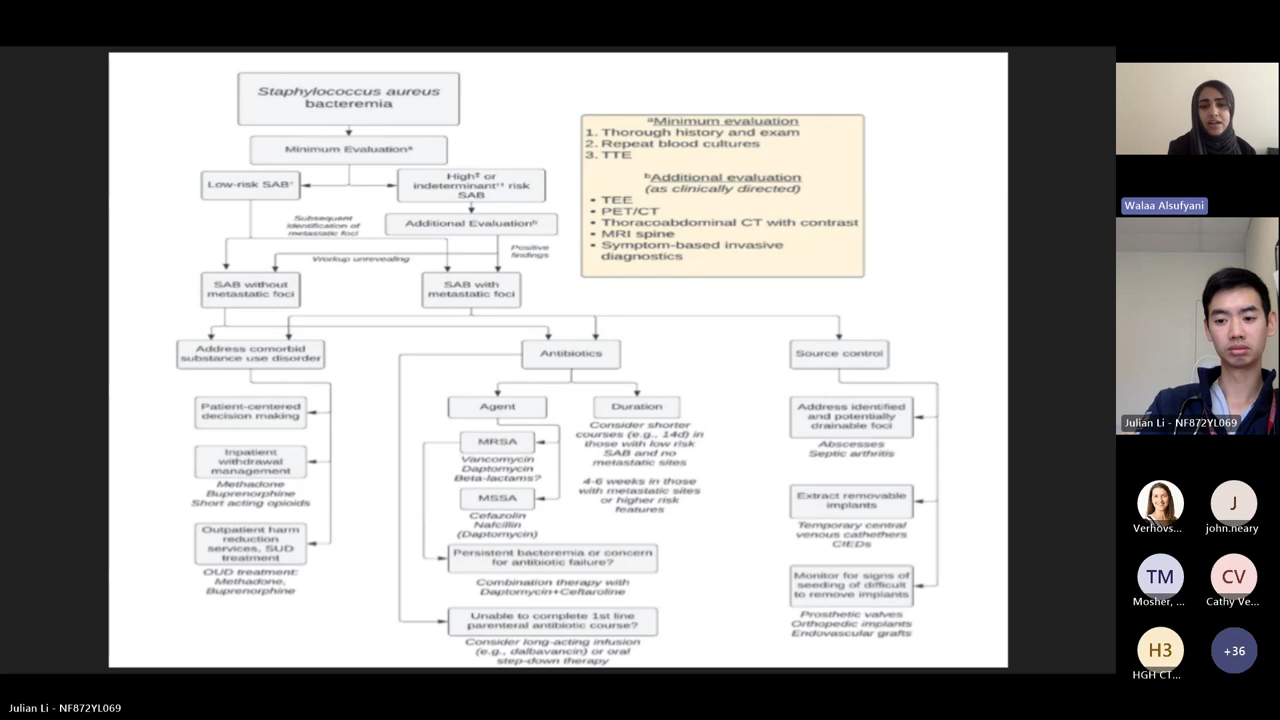 Staphylococcus aureus
bacteremia
Minimum Evaluationᵃ
Low-risk SAB⁺
High‡ or
indeterminant⁺⁺ risk
SAB
Additional Evaluationᵇ
Subsequent
identification of
metastatic foci
Positive
findings
Workup unrevealing
SAB without
metastatic foci
SAB with
metastatic foci
ᵃMinimum evaluation
1. Thorough history and exam
2. Repeat blood cultures
3. TTE
ᵇAdditional evaluation
(as clinically directed)
▪ TEE
▪ PET/CT
▪ Thoracoabdominal CT with contrast
▪ MRI spine
▪ Symptom-based invasive
diagnostics
Address comorbid
substance use disorder
Patient-centered
decision making
Inpatient
withdrawal
management
Methadone
Buprenorphine
Short acting opioids
Outpatient harm
reduction
services, SUD
treatment
OUD treatment:
Methadone,
Buprenorphine
Antibiotics
Agent
MRSA
Vancomycin
Daptomycin
Beta-lactams?
MSSA
Cefazolin
Nafcillin
(Daptomycin)
Duration
Consider shorter
courses (e.g., 14d) in
those with low risk
SAB and no
metastatic sites
4-6 weeks in those
with metastatic sites
or higher risk
features
Persistent bacteremia or concern
for antibiotic failure?
Combination therapy with
Daptomycin+Ceftaroline
Unable to complete 1st line
parenteral antibiotic course?
Consider long-acting infusion
(e.g., dalbavancin) or oral
step-down therapy
Source control
Address identified
and potentially
drainable foci
Abscesses
Septic arthritis
Extract removable
implants
Temporary central
venous cathethers
CIEDs
Monitor for signs of
seeding of difficult
to remove implants
Prosthetic valves
Orthopedic implants
Endovascular grafts
Walaa Alsufyani
Julian Li - NF872YL069
Verhovs...
J
john.neary
TM
Mosher, ...
CV
Cathy Ve...
H3
HGH CT...
+36
Julian Li - NF872YL069